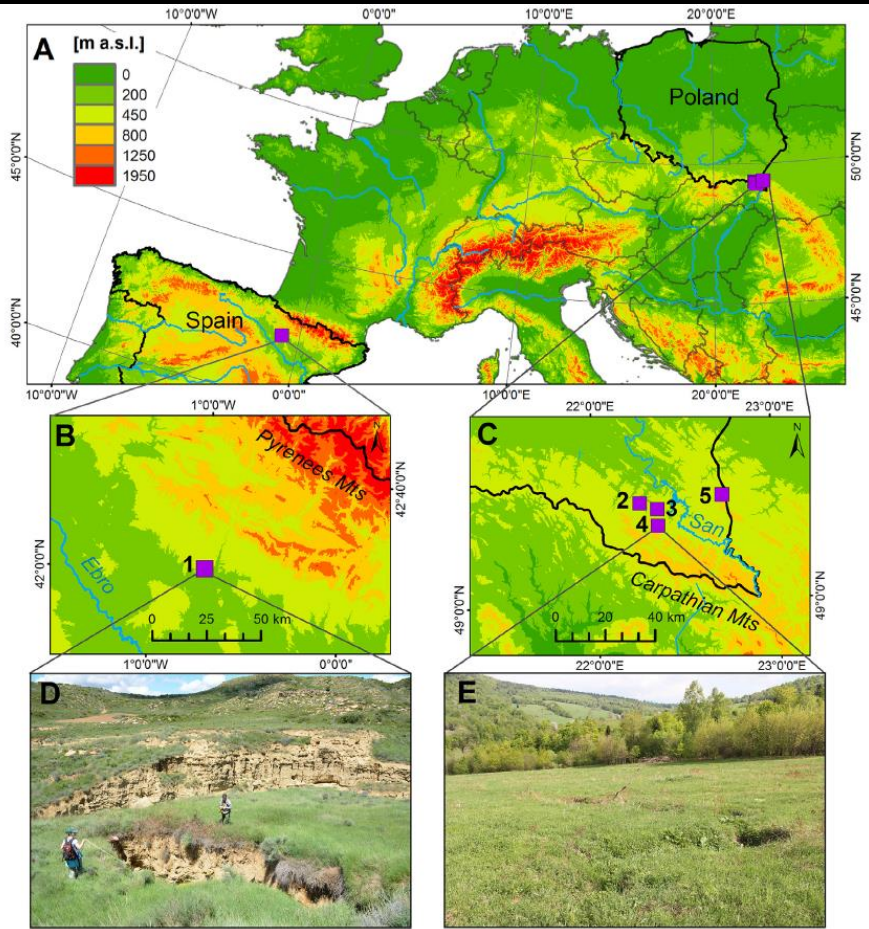 10°0'0"W
0°0'0"
10°0'0"E
20°0'0"E
A
[m a.s.l.]
0
200
450
800
1250
1950
Poland
45°0'0"N
50°0'0"N
Spain
40°0'0"N
45°0'0"N
10°0'0"W
0°0'0"
10°0'0"E
20°0'0"E
1°0'0"W
22°0'0"E
23°0'0"E
B
N
Pyrenees Mts
42°40'0"N
42°0'0"N
Ebro
1
0 25 50 km
1°0'0"W
0°0'0"
C
N
2
3
4
5
San
Carpathian Mts
49°0'0"N
49°0'0"N
0 20 40 km
22°0'0"E
23°0'0"E
D
E